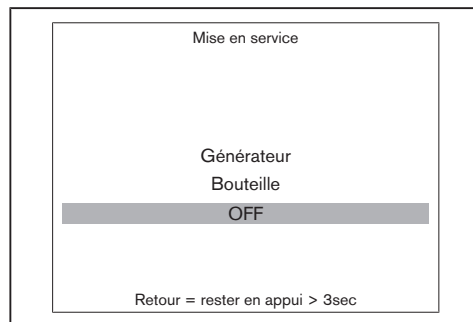 Mise en service
Générateur
Bouteille
OFF
Retour = rester en appui > 3sec